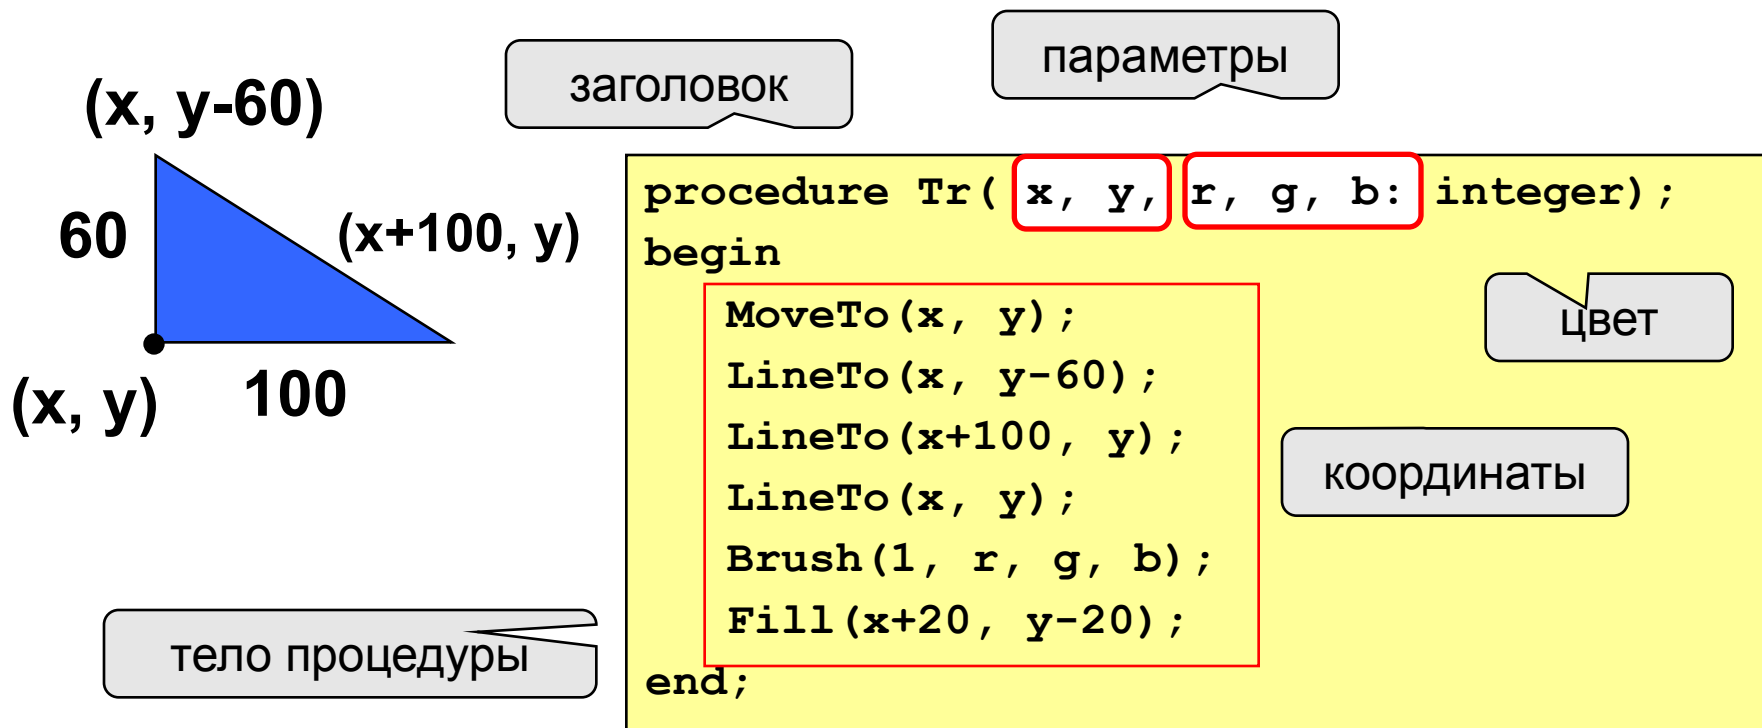 заголовок
параметры
(x, y-60)
60
(x+100, y)
(x, y)
100
procedure Tr( x, y, r, g, b: integer);
begin
MoveTo(x, y);
LineTo(x, y-60);
LineTo(x+100, y);
LineTo(x, y);
Brush(1, r, g, b);
Fill(x+20, y-20);
end;
цвет
координаты
тело процедуры